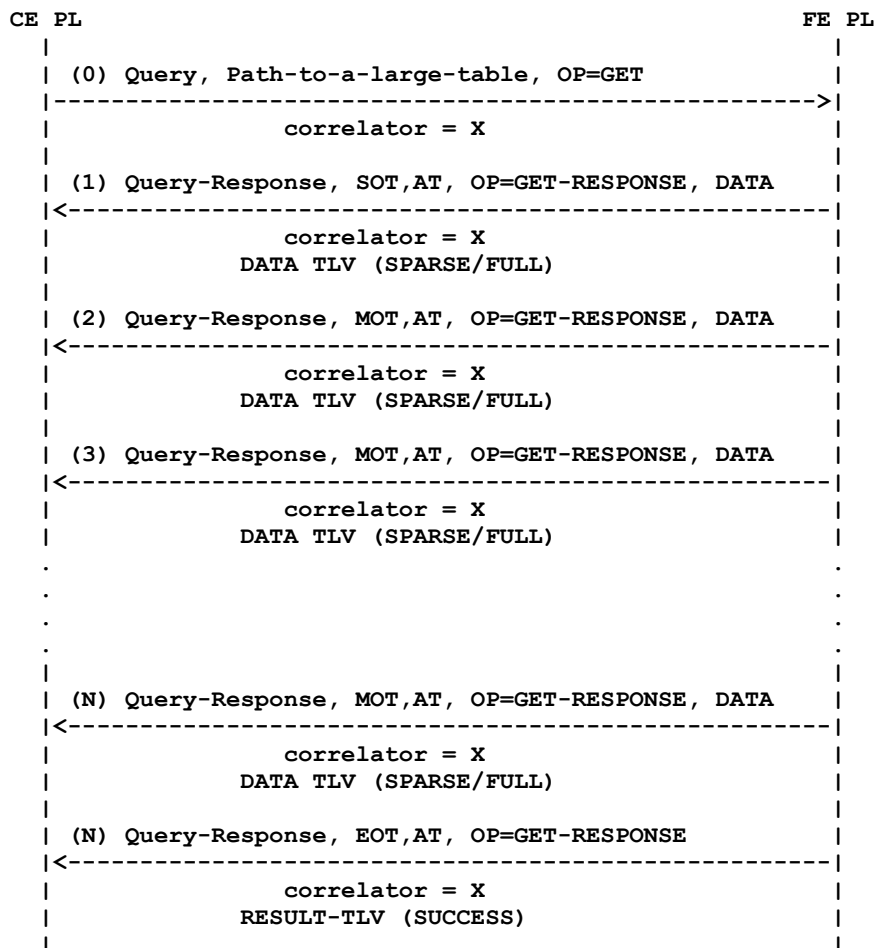 CE PL                                                   FE PL
(0) Query, Path-to-a-large-table, OP=GET
correlator = X
(1) Query-Response, SOT,AT, OP=GET-RESPONSE, DATA
correlator = X
DATA TLV (SPARSE/FULL)
(2) Query-Response, MOT,AT, OP=GET-RESPONSE, DATA
correlator = X
DATA TLV (SPARSE/FULL)
(3) Query-Response, MOT,AT, OP=GET-RESPONSE, DATA
correlator = X
DATA TLV (SPARSE/FULL)
(N) Query-Response, MOT,AT, OP=GET-RESPONSE, DATA
correlator = X
DATA TLV (SPARSE/FULL)
(N) Query-Response, EOT,AT, OP=GET-RESPONSE
correlator = X
RESULT-TLV (SUCCESS)